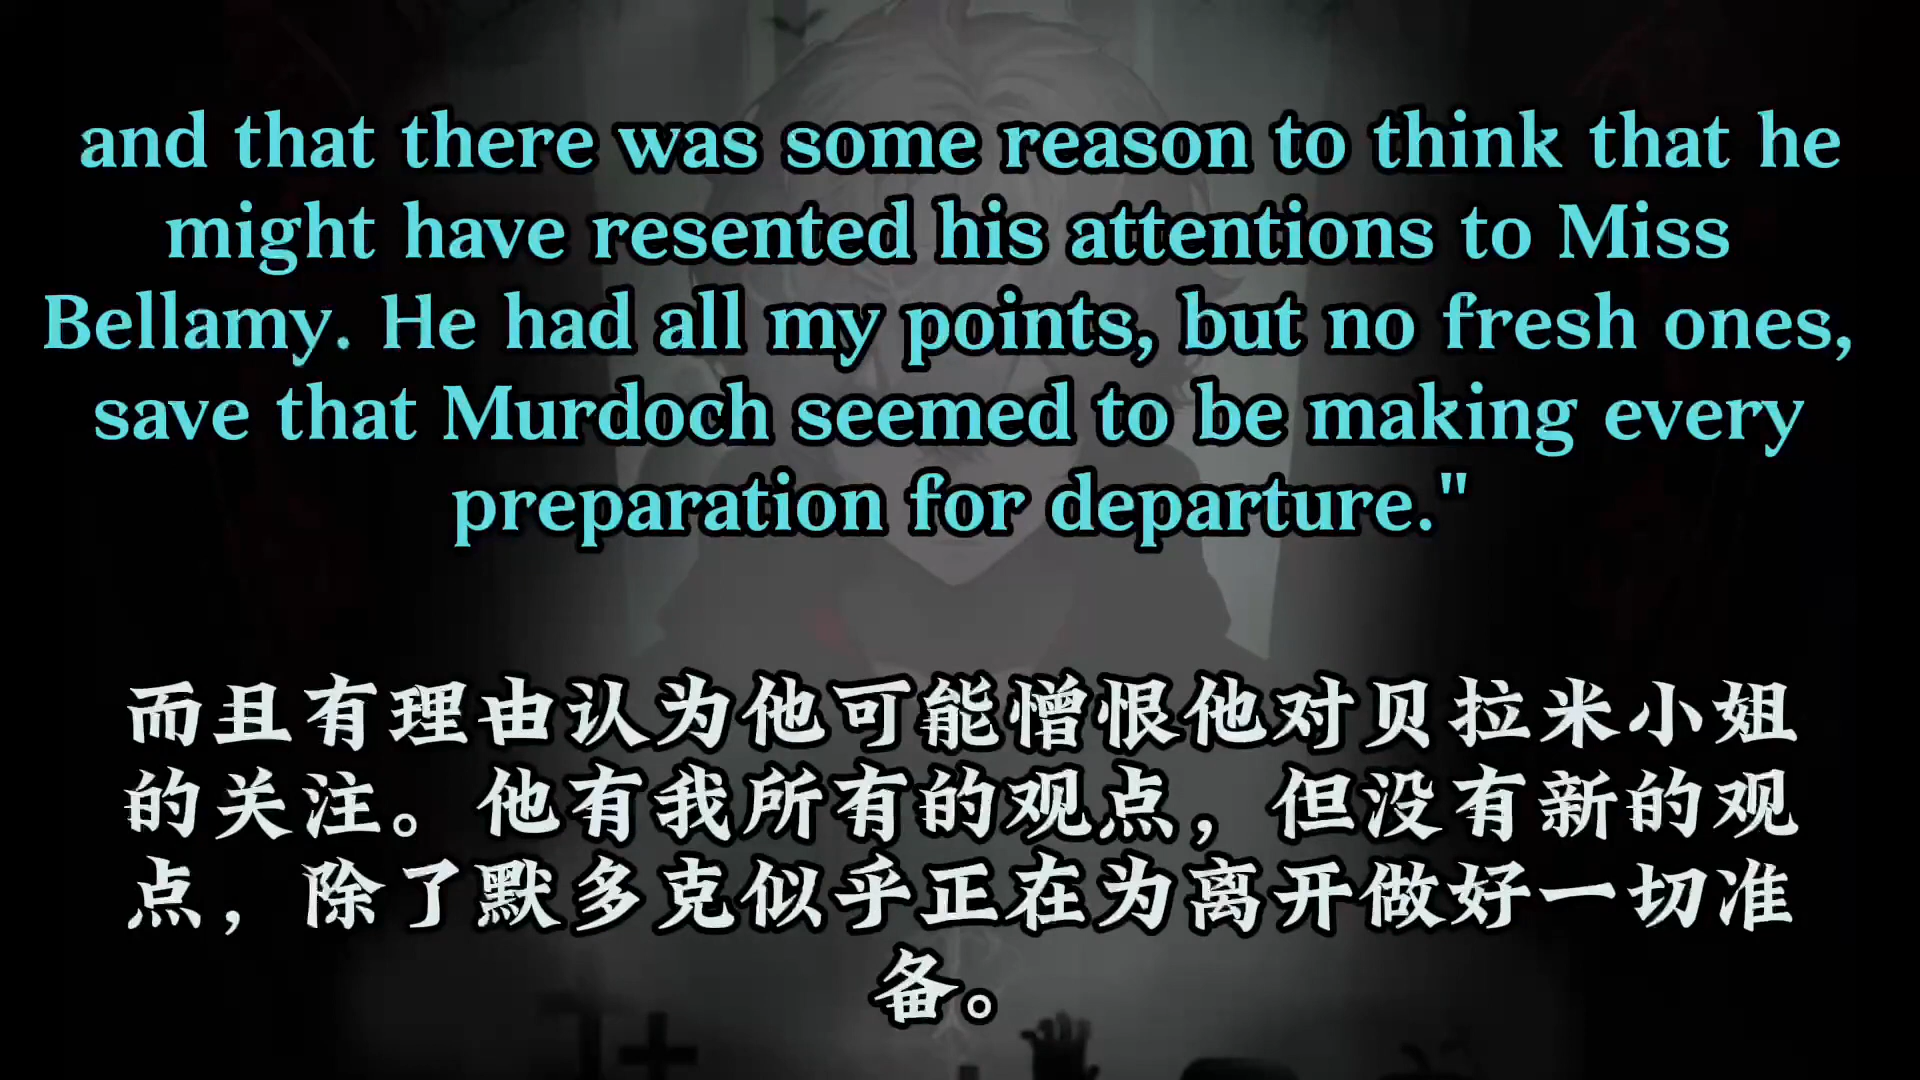 and that there was some reason to think that he
might have resented his attentions to Miss
Bellamy. He had all my points, but no fresh ones,
save that Murdoch seemed to be making every
preparation for departure."
而且有理由认为他可能憎恨他对贝拉米小姐
的关注。他有我所有的观点，但没有新的观
点，除了默多克似乎正在为离开做好一切准
备。